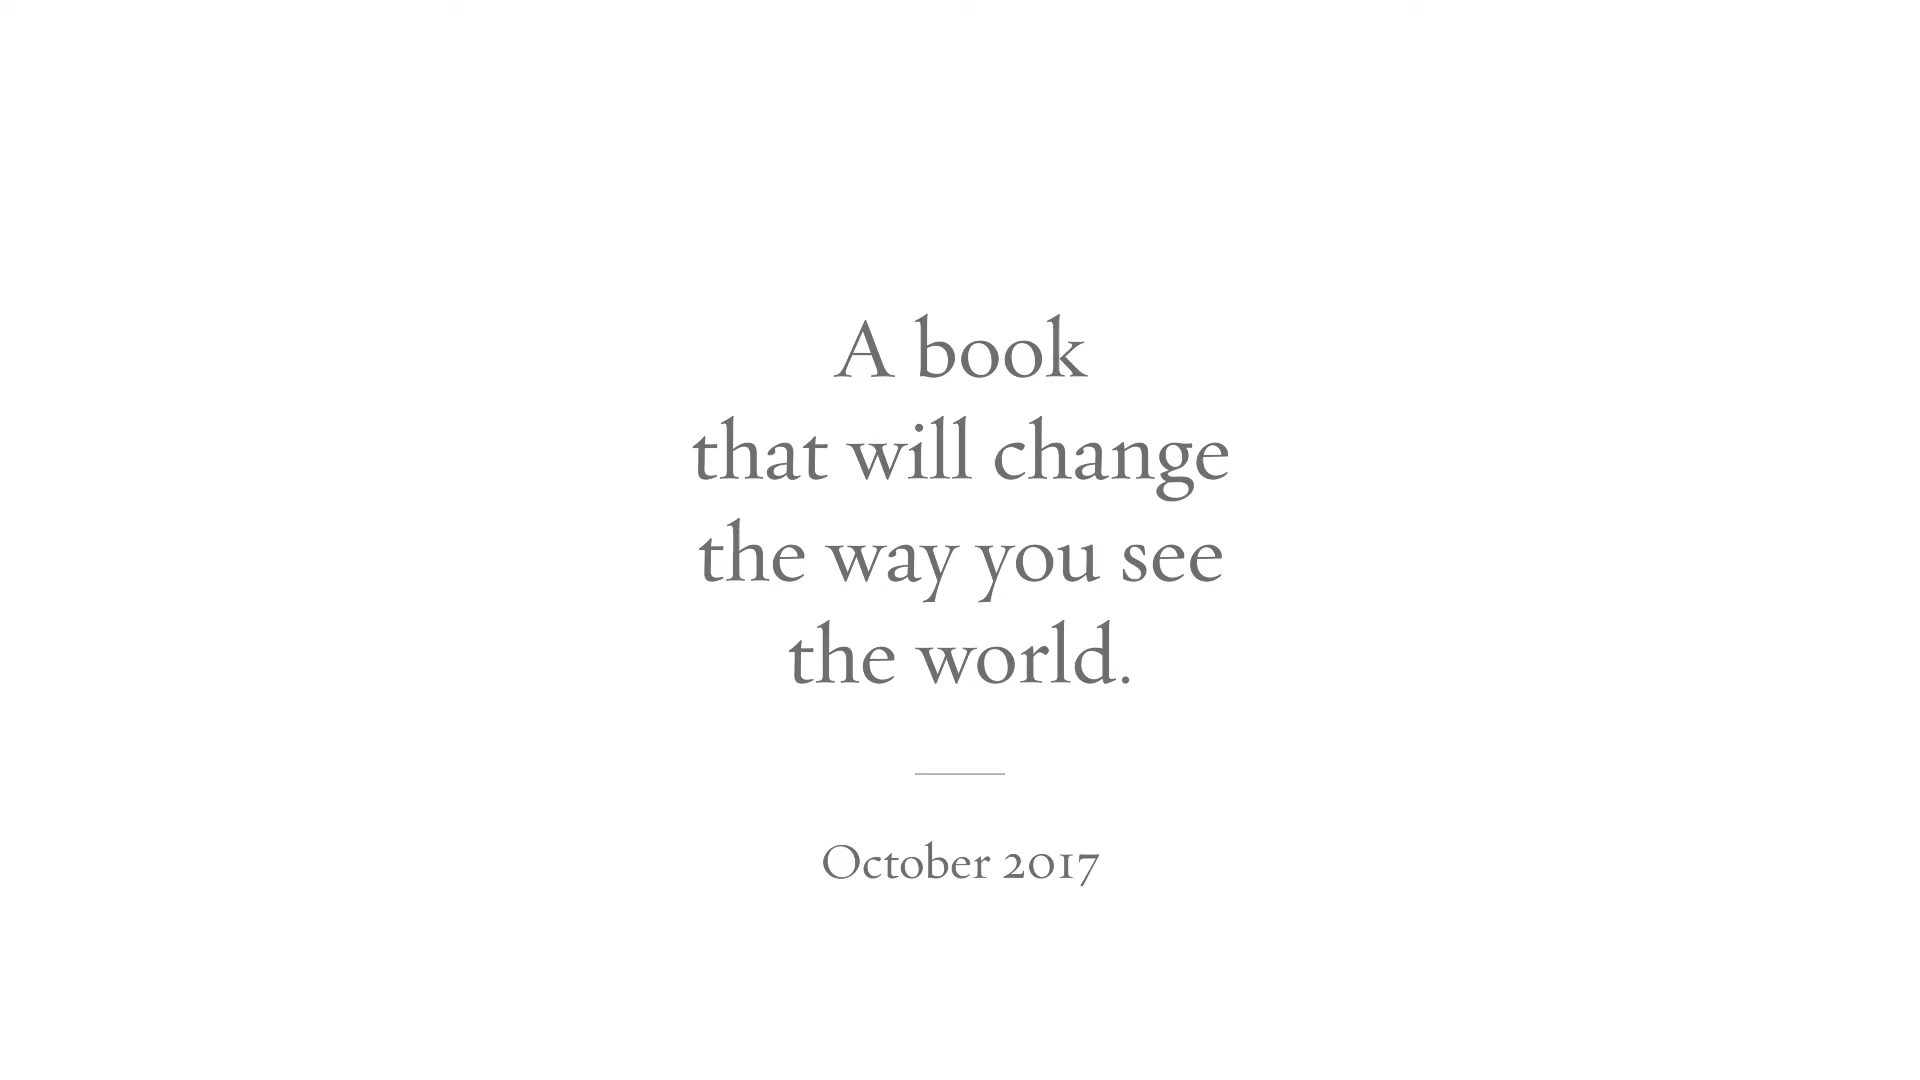 A book
that will change
the way you see
the world.
October 2017